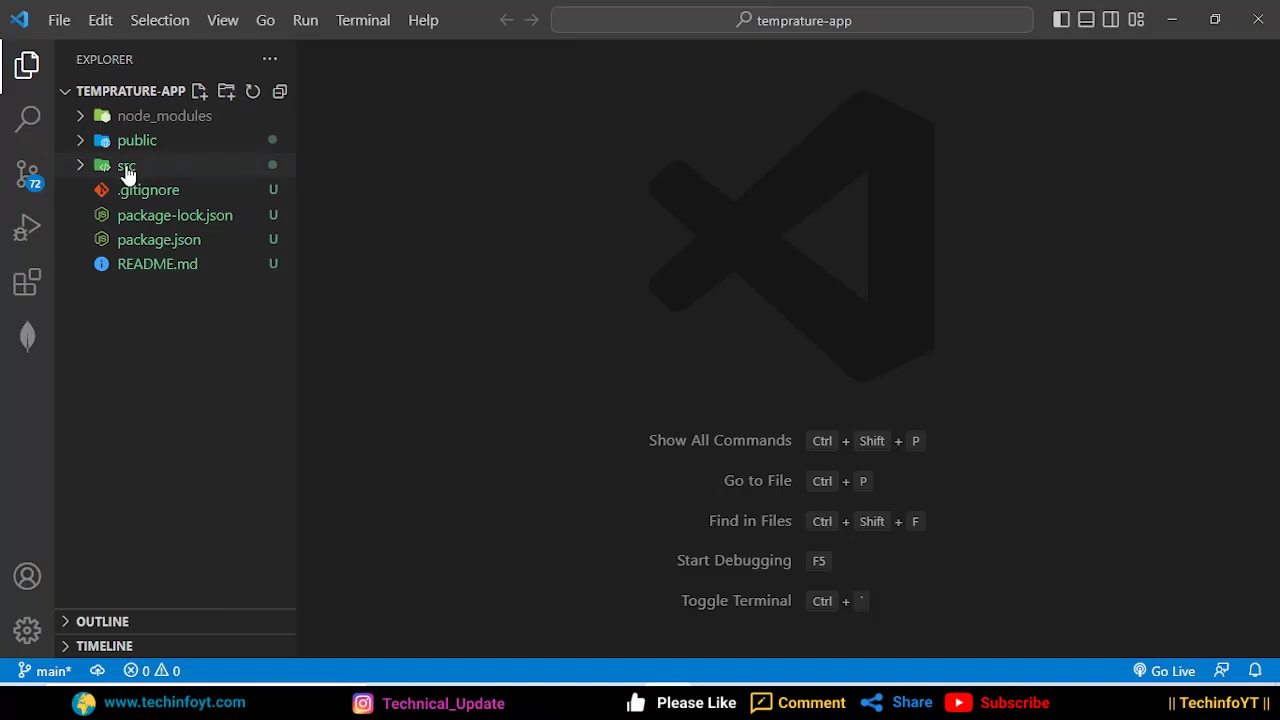 File Edit Selection View Go Run Terminal Help
temprature-app
EXPLORER
TEMPRATURE-APP
node_modules
public
src
.gitignore U
package-lock.json U
package.json U
README.md U
72
Show All Commands Ctrl + Shift + P
Go to File Ctrl + P
Find in Files Ctrl + Shift + F
Start Debugging F5
Toggle Terminal Ctrl + `
OUTLINE
TIMELINE
main* 0 0 Go Live
www.techinfoyt.com Technical_Update Please Like Comment Share Subscribe || TechinfoYT ||